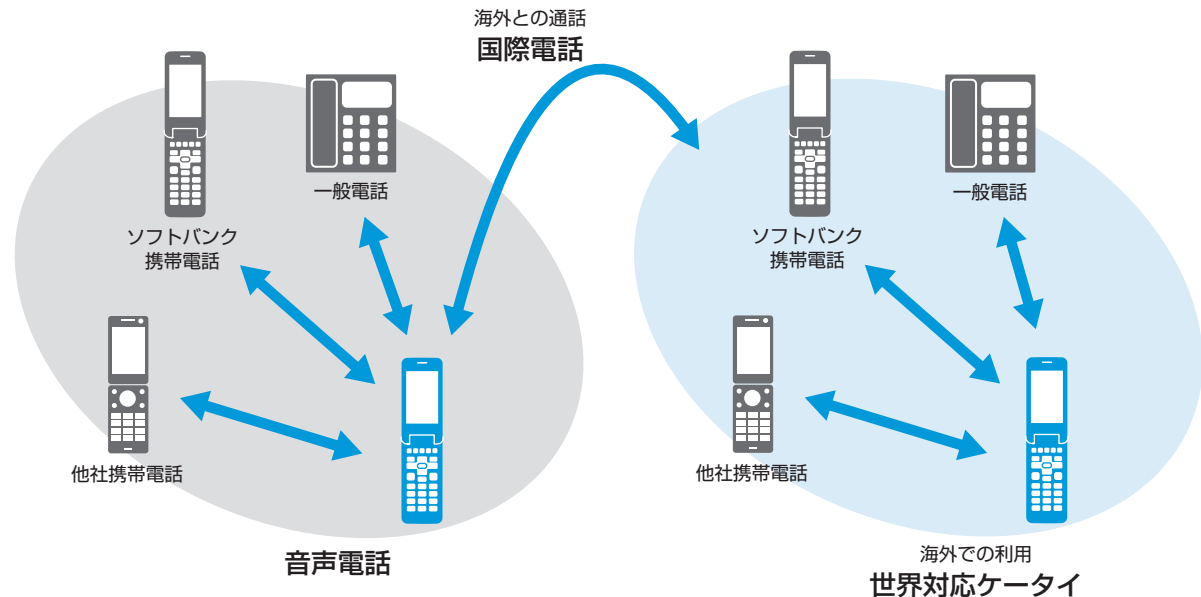 海外との通話
国際電話
一般電話
ソフトバンク
携帯電話
他社携帯電話
音声電話
一般電話
ソフトバンク
携帯電話
他社携帯電話
海外での利用
世界対応ケータイ